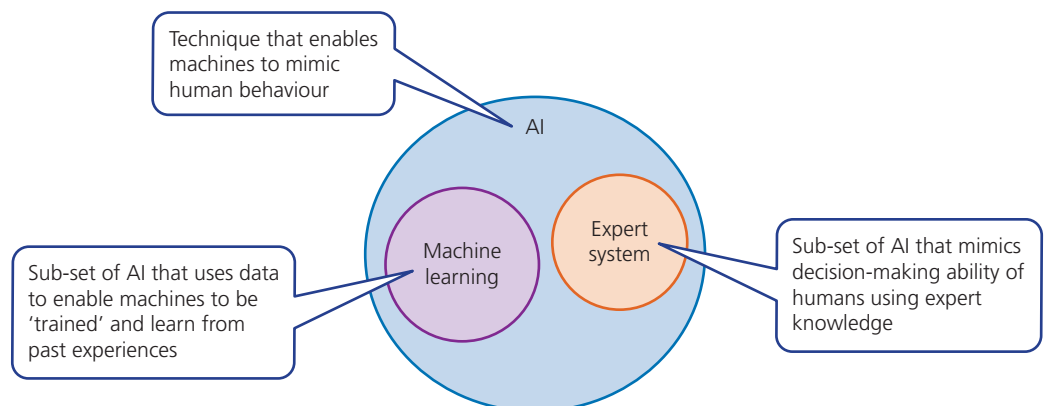 Technique that enables
machines to mimic
human behaviour
AI
Machine
learning
Expert
system
Sub-set of AI that uses data
to enable machines to be
‘trained’ and learn from
past experiences
Sub-set of AI that mimics
decision-making ability of
humans using expert
knowledge